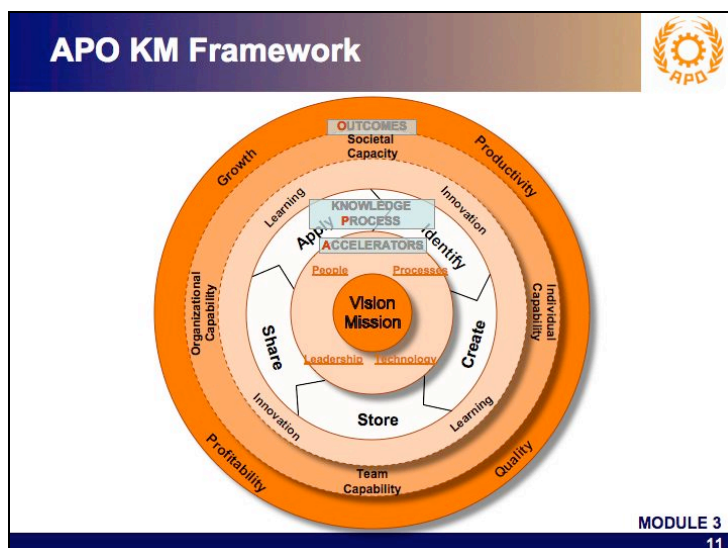 APO KM Framework
APO
OUTCOMES
Societal
Capacity
Growth
Productivity
Learning
Innovation
KNOWLEDGE
PROCESS
Apply
Identify
ACCELERATORS
People
Processes
Vision
Mission
Organizational
Capability
Individual
Capability
Share
Create
Leadership
Technology
Store
Innovation
Learning
Team
Capability
Profitability
Quality
MODULE 3
11